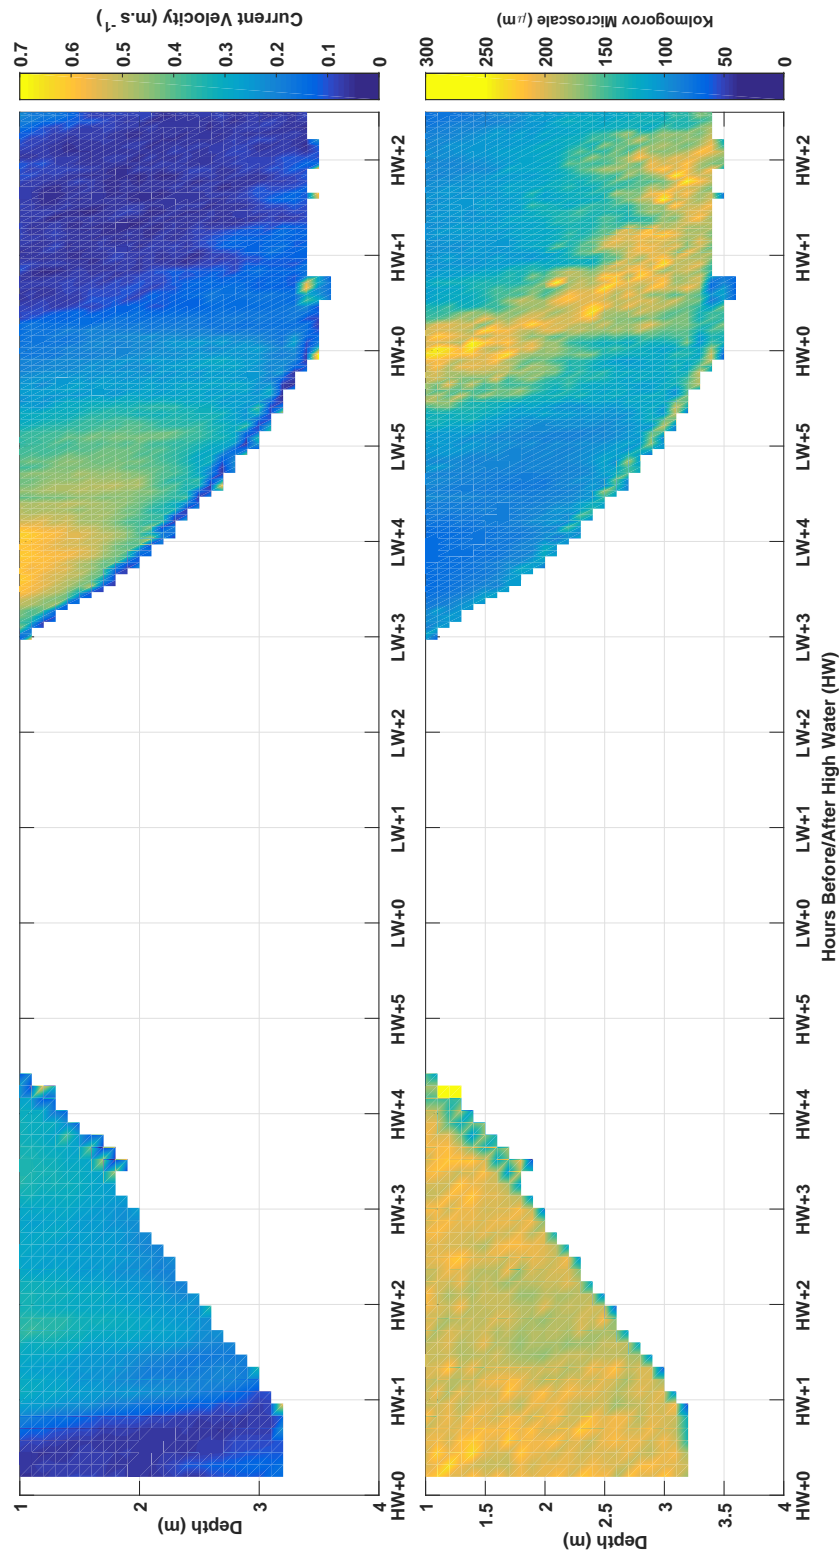 Current Velocity (m.s-1)
0.7
0.6
0.5
0.4
0.3
0.2
0.1
0
Depth (m)
1
2
3
4
HW+0
HW+1
HW+2
HW+3
HW+4
HW+5
LW+0
LW+1
LW+2
LW+3
LW+4
LW+5
HW+0
HW+1
HW+2
Kolmogorov Microscale (μm)
300
250
200
150
100
50
0
Depth (m)
1
1.5
2
2.5
3
3.5
4
HW+0
HW+1
HW+2
HW+3
HW+4
HW+5
LW+0
LW+1
LW+2
LW+3
LW+4
LW+5
HW+0
HW+1
HW+2
Hours Before/After High Water (HW)